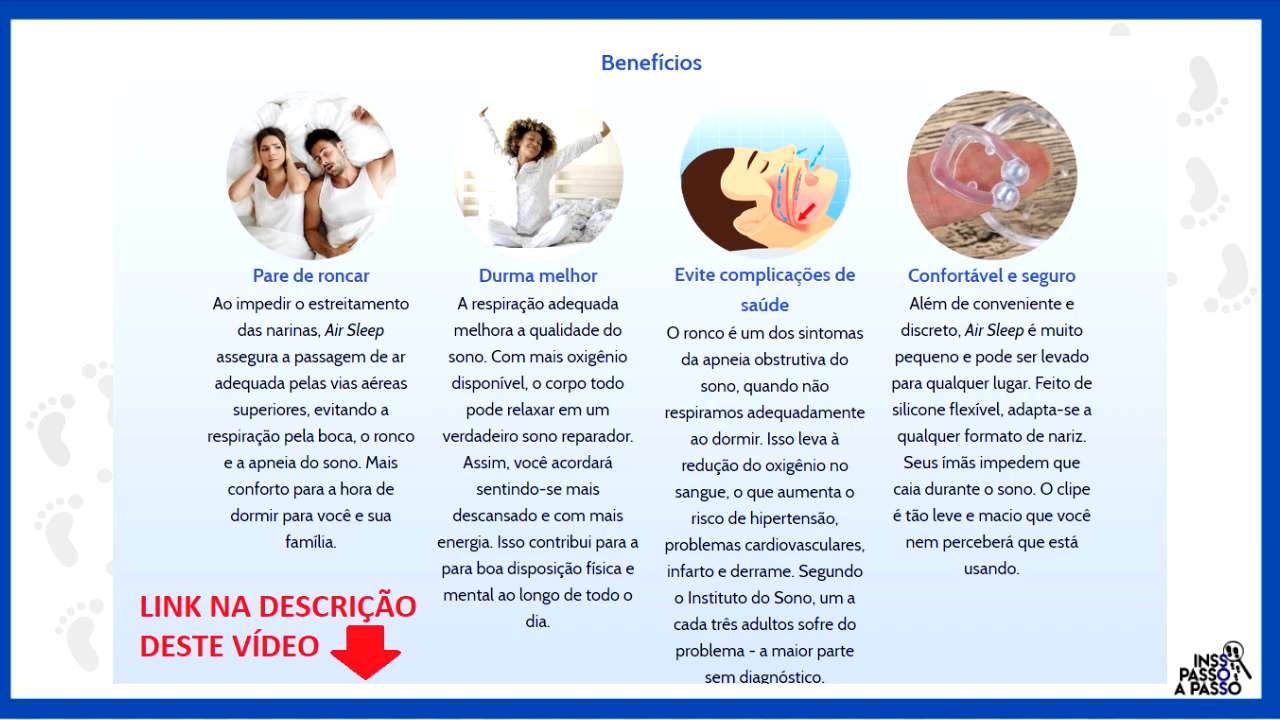 Benefícios
Pare de roncar
Ao impedir o estreitamento
das narinas, Air Sleep
assegura a passagem de ar
adequada pelas vias aéreas
superiores, evitando a
respiração pela boca, o ronco
e a apneia do sono. Mais
conforto para a hora de
dormir para você e sua
família.
Durma melhor
A respiração adequada
melhora a qualidade do
sono. Com mais oxigênio
disponível, o corpo todo
pode relaxar em um
verdadeiro sono reparador.
Assim, você acordará
sentindo-se mais
descansado e com mais
energia. Isso contribui para a
para boa disposição física e
mental ao longo de todo o
dia.
Evite complicações de
saúde
O ronco é um dos sintomas
da apneia obstrutiva do
sono, quando não
respiramos adequadamente
ao dormir. Isso leva à
redução do oxigênio no
sangue, o que aumenta o
risco de hipertensão,
problemas cardiovasculares,
infarto e derrame. Segundo
o Instituto do Sono, um a
cada três adultos sofre do
problema - a maior parte
sem diagnóstico.
Confortável e seguro
Além de conveniente e
discreto, Air Sleep é muito
pequeno e pode ser levado
para qualquer lugar. Feito de
silicone flexível, adapta-se a
qualquer formato de nariz.
Seus ímãs impedem que
caia durante o sono. O clipe
é tão leve e macio que você
nem perceberá que está
usando.
LINK NA DESCRIÇÃO
DESTE VÍDEO
INSS
PASSO
A PASSO